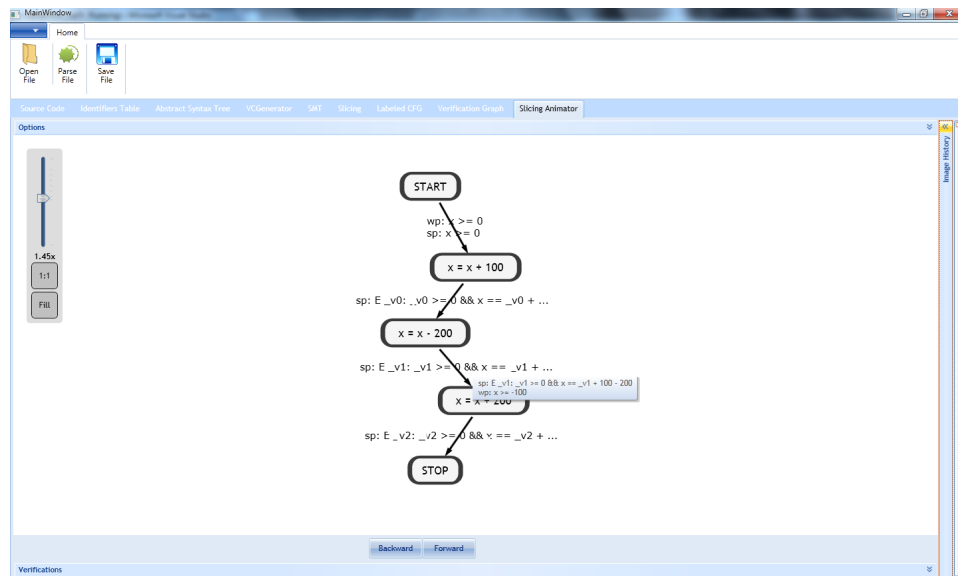 MainWindow
Home
Open File
Parse File
Save File
Source Code Identifiers Table Abstract Syntax Tree VCGenerator SMT Slicing Labeled CFG Verification Graph Slicing Animator
Options
Image History
START
wp: x >= 0
sp: x >= 0
x = x + 100
sp: E _v0: _v0 >= 0 && x == _v0 + ...
x = x - 200
sp: E _v1: _v1 >= 0 && x == _v1 + ...
sp: E _v1: _v1 >= 0 && x == _v1 + 100 - 200
wp: x >= -100
x = x + 200
sp: E _v2: _v2 >= 0 && x == _v2 + ...
STOP
1.45x
1:1
Fill
Backward Forward
Verifications